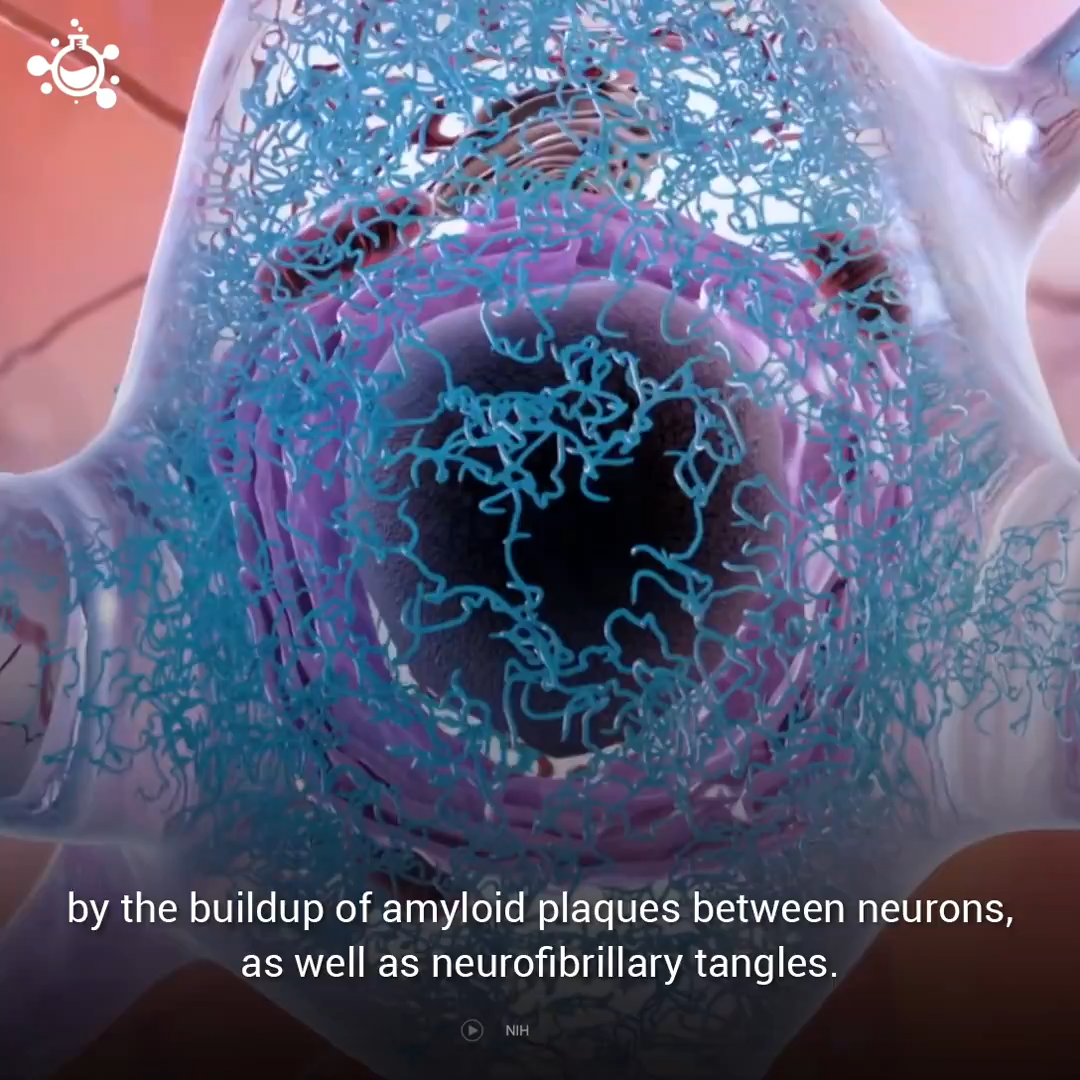 by the buildup of amyloid plaques between neurons,
as well as neurofibrillary tangles.
NIH